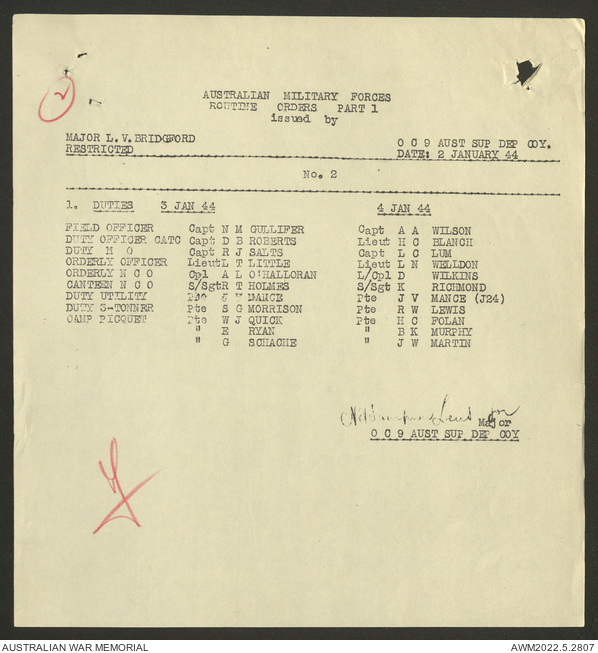 2
AUSTRALIAN MILITARY FORCES
ROUTINE ORDERS PART 1
issued by
MAJOR L.V.BRIDGFORD O C 9 AUST SUP DEP COY.
RESTRICTED DATE: 2 JANUARY 44
No. 2
1. DUTIES 3 JAN 44 4 JAN 44
FIELD OFFICER Capt N M GULLIFER Capt A A WILSON
DUTY OFFICER CATC Capt D B ROBERTS Lieut H C BLANCH
DUTY M O Capt R J SALTS Capt L C LUM
ORDERLY OFFICER Lieut L T LITTLE Lieut L N WELLDON
ORDERLY N C O Cpl A L O'HALLORAN L/Cpl D WILKINS
CANTEEN N C O S/Sgt R T HOLMES S/Sgt K RICHMOND
DUTY UTILITY Pte Pte J V MANCE (J24)
DUTY 3-TONNER Pte S G MORRISON Pte R W LEWIS
CAMP PICQUET Pte W J QUICK Pte H C FOLAN
" E RYAN " B K MURPHY
" G SCHACHE " J W MARTIN
Lieut for Major
O C 9 AUST SUP DEP COY
AUSTRALIAN WAR MEMORIAL AWM2022.5.2807